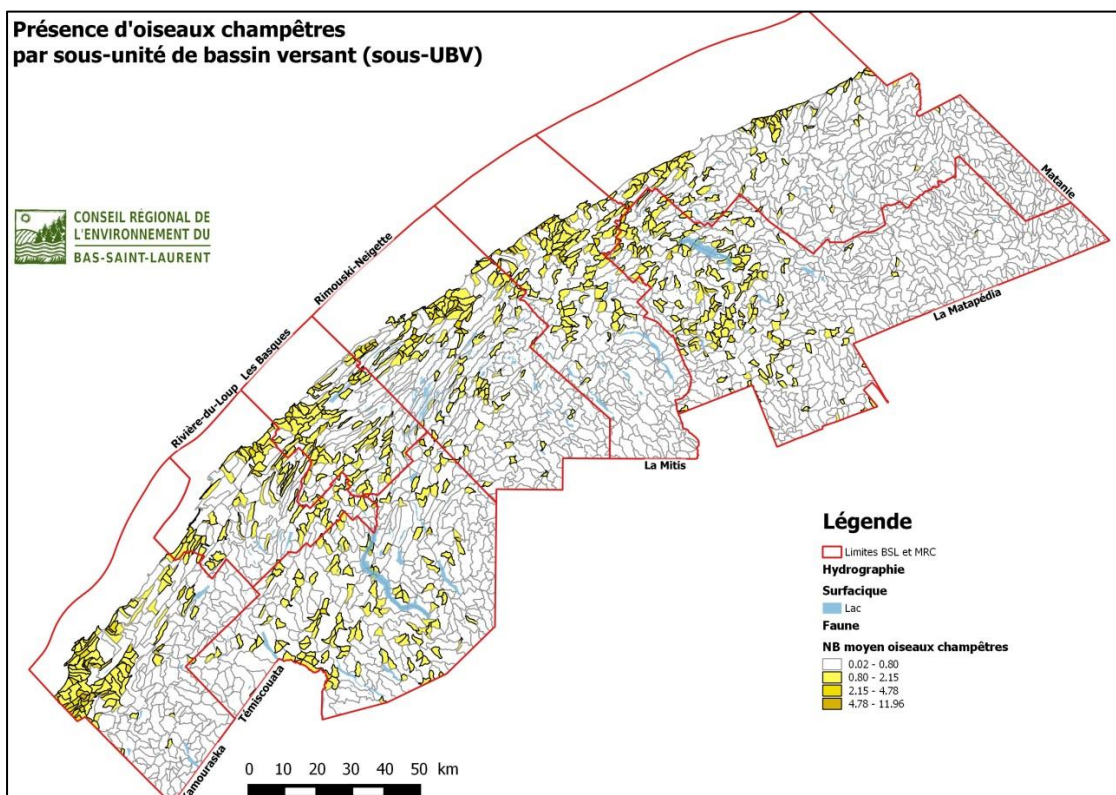 Présence d'oiseaux champêtres
par sous-unité de bassin versant (sous-UBV)
CONSEIL RÉGIONAL DE
L'ENVIRONNEMENT DU
BAS-SAINT-LAURENT
Matanie
Rimouski-Neigette
Les Basques
La Matapédia
Rivière-du-Loup
La Mitis
Témiscouata
Kamouraska
Légende
Limites BSL et MRC
Hydrographie
Surfacique
Lac
Faune
NB moyen oiseaux champêtres
0.02 - 0.80
0.80 - 2.15
2.15 - 4.78
4.78 - 11.96
0 10 20 30 40 50 km